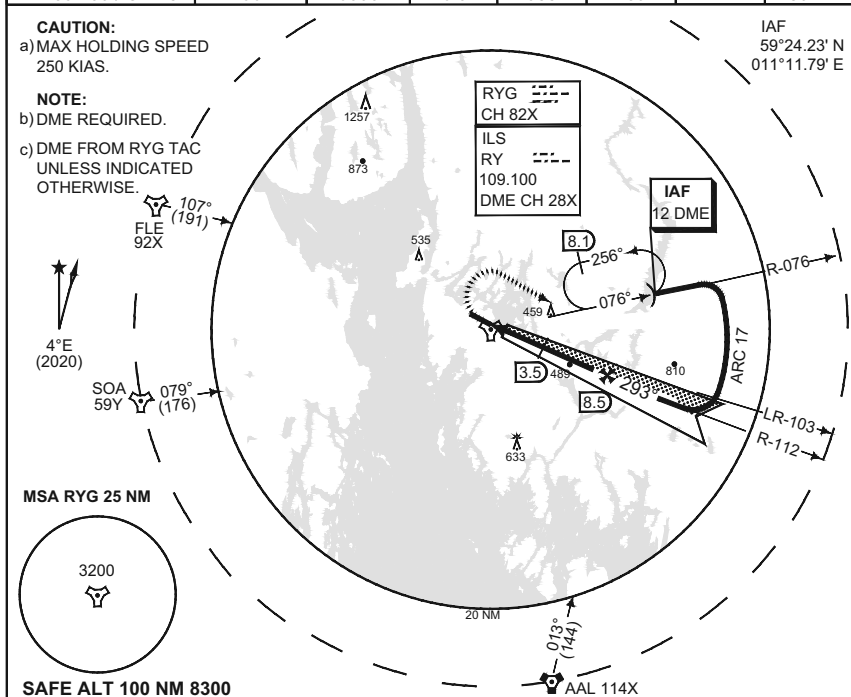 CAUTION:
a) MAX HOLDING SPEED
250 KIAS.
NOTE:
b) DME REQUIRED.
c) DME FROM RYG TAC
UNLESS INDICATED
OTHERWISE.
IAF
59°24.23' N
011°11.79' E
RYG
CH 82X
ILS
RY
109.100
DME CH 28X
IAF
12 DME
1257
873
535
459
107°
(191)
FLE
92X
8.1
256°
076°
R-076
4°E
(2020)
SOA
59Y
079°
(176)
3.5
489
8.5
293°
810
ARC 17
LR-103
R-112
633
MSA RYG 25 NM
3200
20 NM
013°
(144)
AAL 114X
SAFE ALT 100 NM 8300